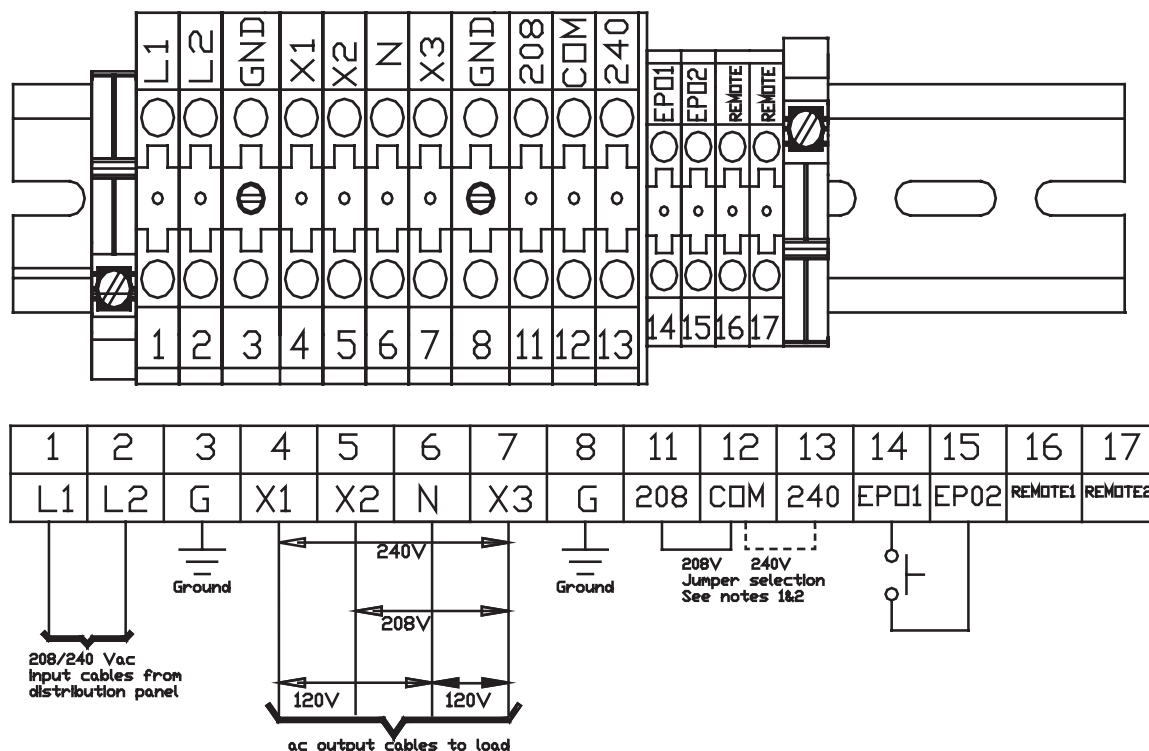 L1 L2 GND X1 X2 N X3 GND 208 COM 240 EPO1 EPO2 REMOTE REMOTE
1 2 3 4 5 6 7 8 11 12 13 14 15 16 17
1 2 3 4 5 6 7 8 11 12 13 14 15 16 17
L1 L2 G X1 X2 N X3 G 208 COM 240 EPO1 EPO2 REMOTE1 REMOTE2
240V
Ground
Ground
208V 240V
Jumper selection
See notes 1&2
208V
208/240 Vac
Input cables from
distribution panel
120V 120V
ac output cables to load